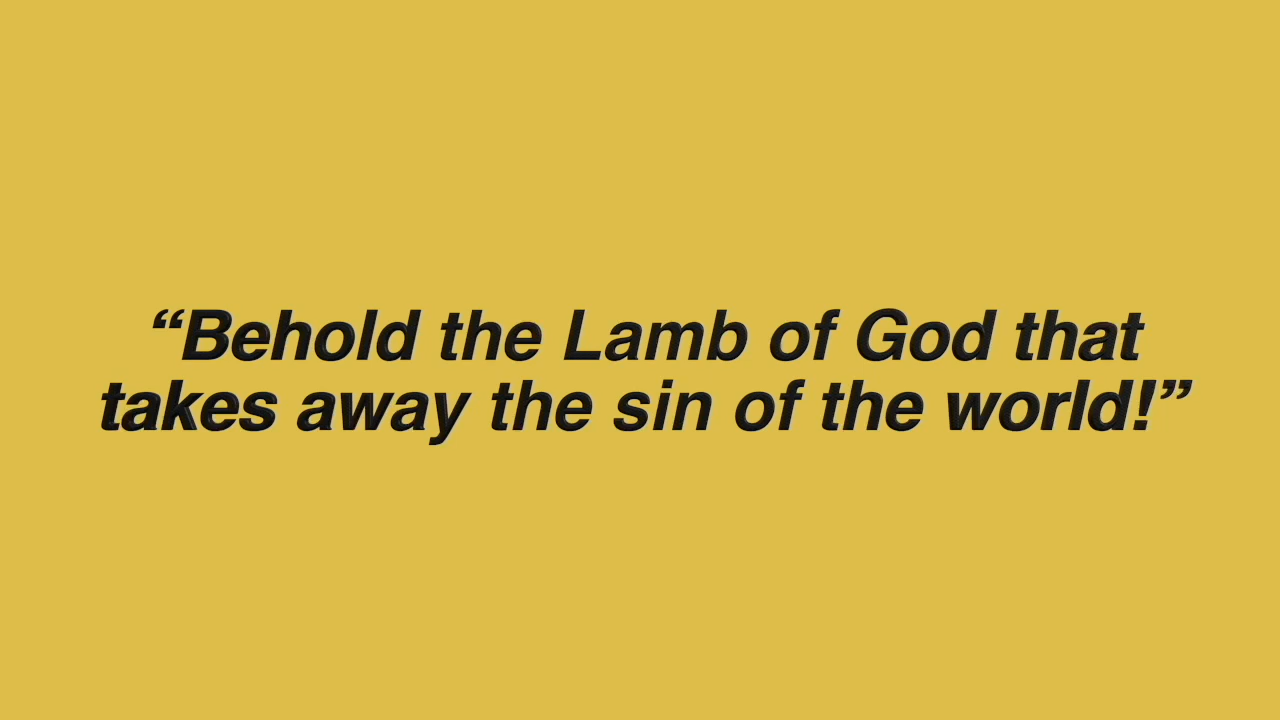 “Behold the Lamb of God that
takes away the sin of the world!”